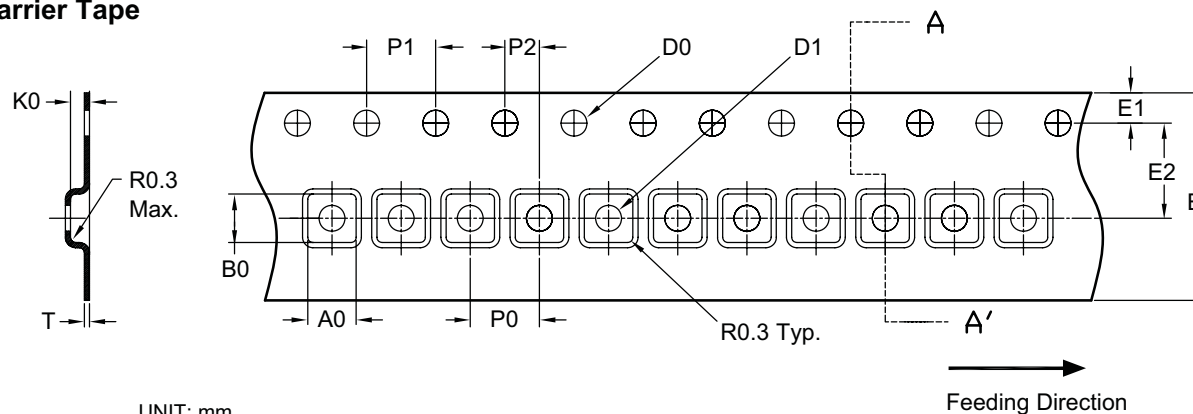 arrier Tape
P1
P2
D0
D1
A
K0
E1
E2
E
R0.3
Max.
B0
T
A0
P0
R0.3 Typ.
A'
Feeding Direction
UNIT: mm